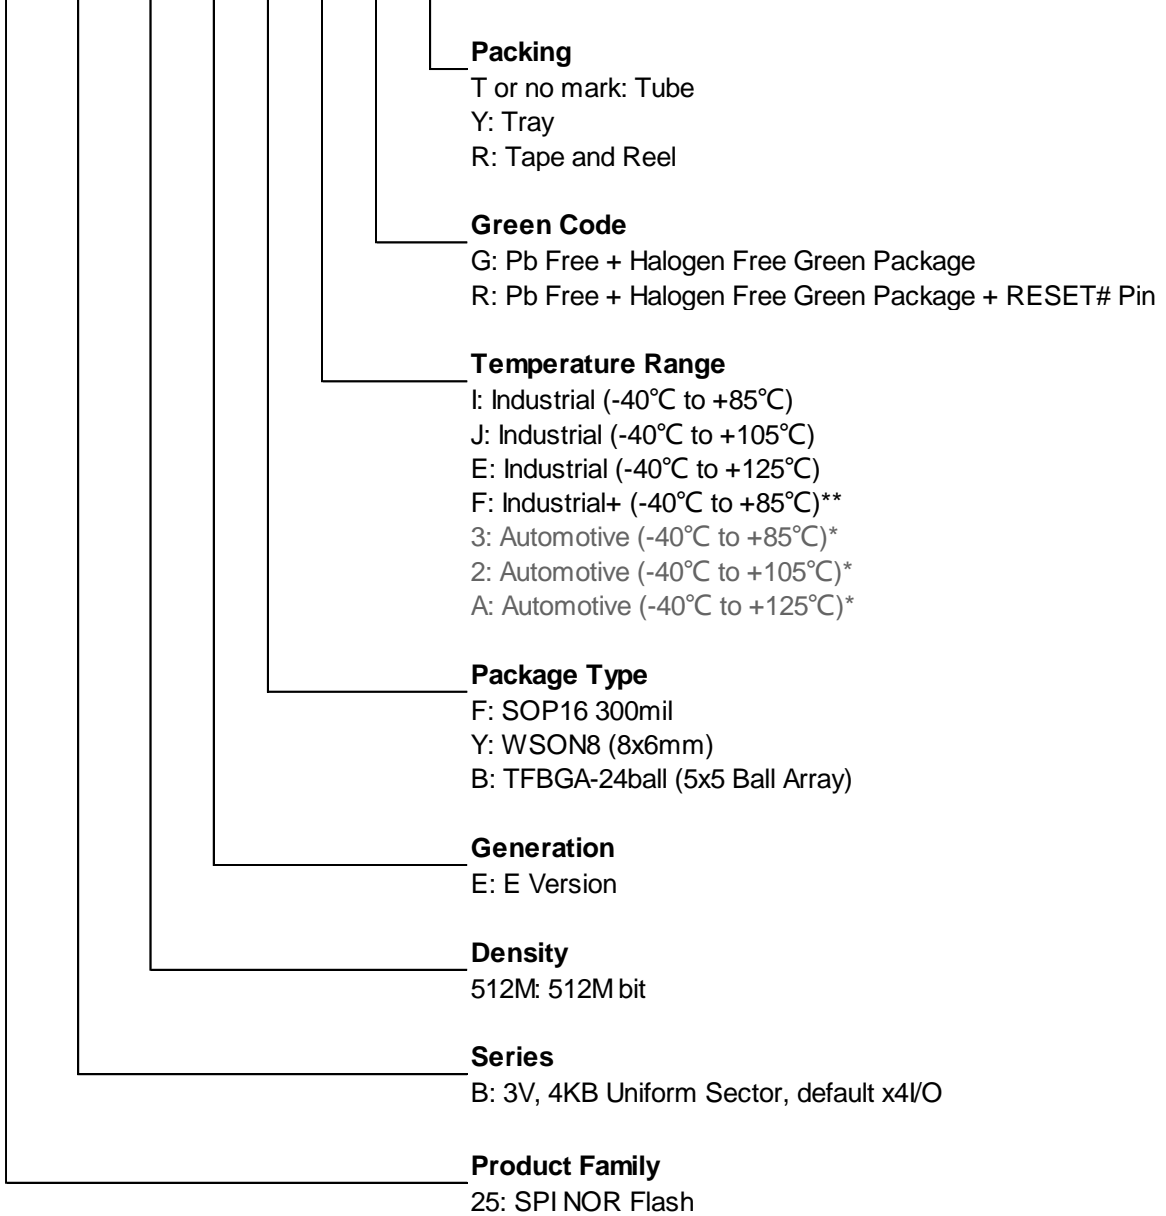 Packing
T or no mark: Tube
Y: Tray
R: Tape and Reel
Green Code
G: Pb Free + Halogen Free Green Package
R: Pb Free + Halogen Free Green Package + RESET# Pin
Temperature Range
I: Industrial (-40℃ to +85℃)
J: Industrial (-40℃ to +105℃)
E: Industrial (-40℃ to +125℃)
F: Industrial+ (-40℃ to +85℃)**
3: Automotive (-40℃ to +85℃)*
2: Automotive (-40℃ to +105℃)*
A: Automotive (-40℃ to +125℃)*
Package Type
F: SOP16 300mil
Y: WSON8 (8x6mm)
B: TFBGA-24ball (5x5 Ball Array)
Generation
E: E Version
Density
512M: 512M bit
Series
B: 3V, 4KB Uniform Sector, default x4I/O
Product Family
25: SPI NOR Flash